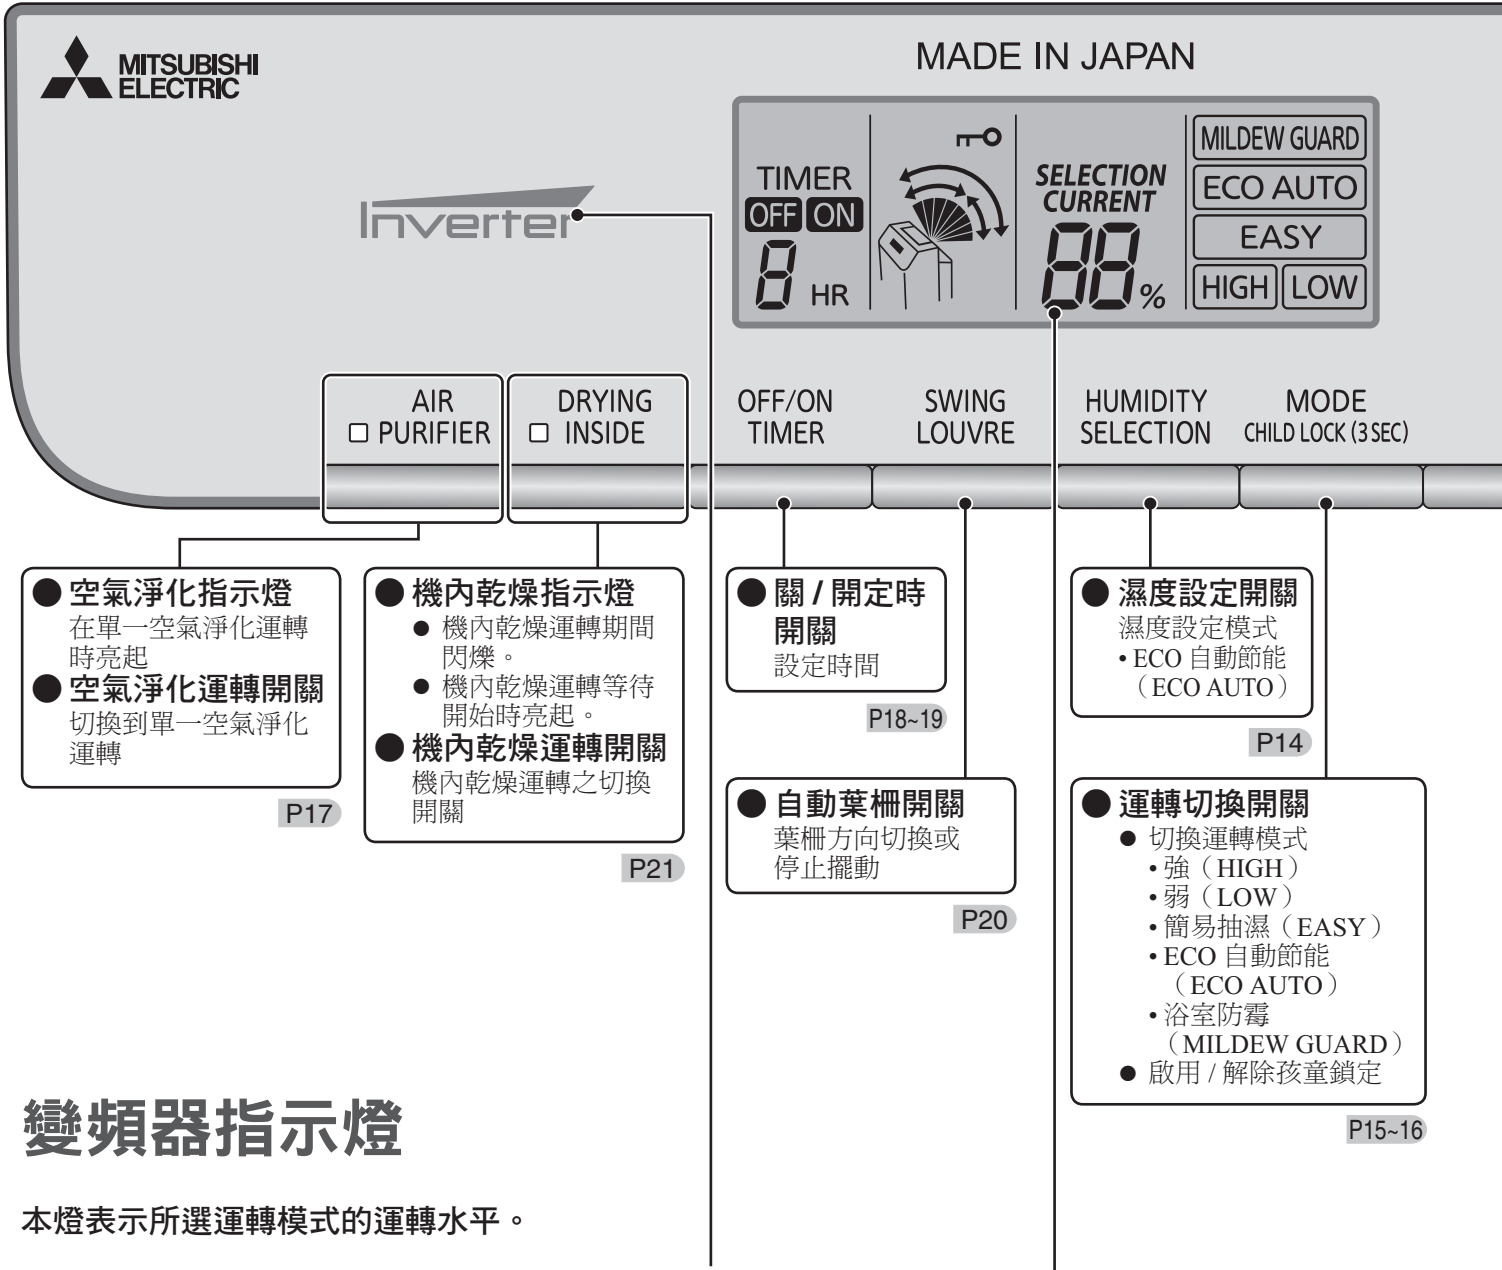 MITSUBISHI
ELECTRIC
MADE IN JAPAN
Inverter
TIMER
OFF ON
8 HR
SELECTION
CURRENT
88 %
MILDEW GUARD
ECO AUTO
EASY
HIGH LOW
AIR
PURIFIER
DRYING
INSIDE
OFF/ON
TIMER
SWING
LOUVRE
HUMIDITY
SELECTION
MODE
CHILD LOCK (3 SEC)
● 空氣淨化指示燈
在單一空氣淨化運轉
時亮起
● 空氣淨化運轉開關
切換到單一空氣淨化
運轉
P17
● 機內乾燥指示燈
● 機內乾燥運轉期間
閃爍。
● 機內乾燥運轉等待
開始時亮起。
● 機內乾燥運轉開關
機內乾燥運轉之切換
開關
P21
● 關 / 開定時
開關
設定時間
P18~19
● 自動葉柵開關
葉柵方向切換或
停止擺動
P20
● 濕度設定開關
濕度設定模式
• ECO 自動節能
（ECO AUTO）
P14
● 運轉切換開關
● 切換運轉模式
• 強（HIGH）
• 弱（LOW）
• 簡易抽濕（EASY）
• ECO 自動節能
（ECO AUTO）
• 浴室防霉
（MILDEW GUARD）
● 啟用 / 解除孩童鎖定
P15~16
變頻器指示燈
本燈表示所選運轉模式的運轉水平。